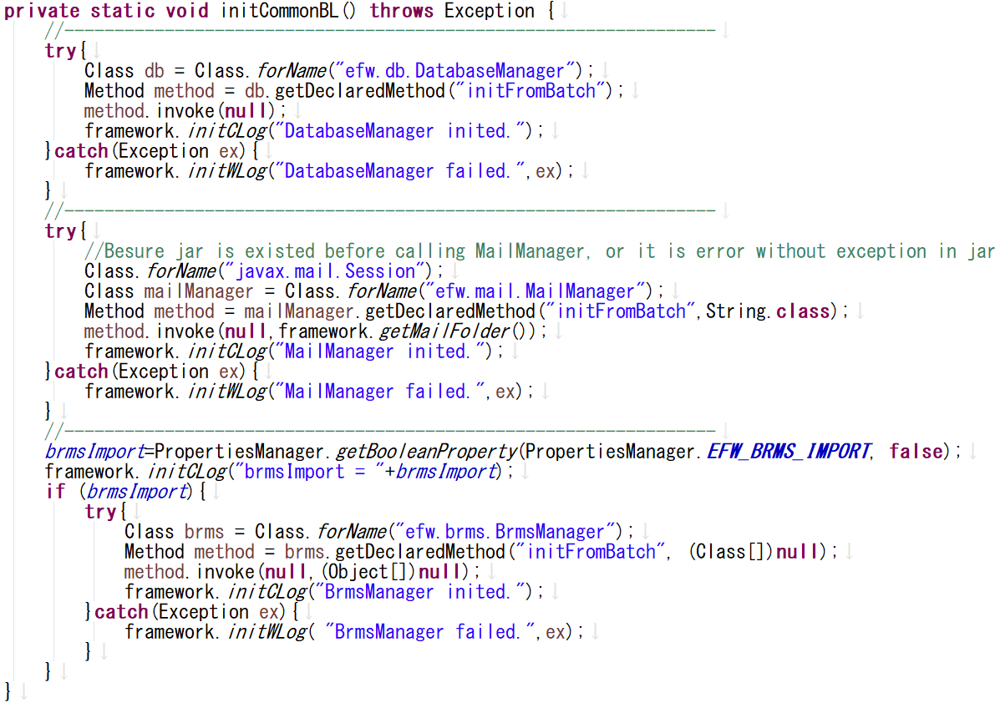 private static void initCommonBL() throws Exception {↓
    //-----------------------------------------------------------------↓
    try{↓
        Class db = Class.forName("efw.db.DatabaseManager");↓
        Method method = db.getDeclaredMethod("initFromBatch");↓
        method.invoke(null);↓
        framework.initCLog("DatabaseManager inited.");↓
    }catch(Exception ex){↓
        framework.initWLog("DatabaseManager failed.",ex);↓
    }↓
    //-----------------------------------------------------------------↓
    try{↓
        //Besure jar is existed before calling MailManager, or it is error without exception in jar
        Class.forName("javax.mail.Session");↓
        Class mailManager = Class.forName("efw.mail.MailManager");↓
        Method method = mailManager.getDeclaredMethod("initFromBatch",String.class);↓
        method.invoke(null,framework.getMailFolder());↓
        framework.initCLog("MailManager inited.");↓
    }catch(Exception ex){↓
        framework.initWLog("MailManager failed.",ex);↓
    }↓
    //-----------------------------------------------------------------↓
    brmsImport=PropertiesManager.getBooleanProperty(PropertiesManager.EFW_BRMS_IMPORT, false);↓
    framework.initCLog("brmsImport = "+brmsImport);↓
    if (brmsImport){↓
        try{↓
            Class brms = Class.forName("efw.brms.BrmsManager");↓
            Method method = brms.getDeclaredMethod("initFromBatch", (Class[])null);↓
            method.invoke(null,(Object[])null);↓
            framework.initCLog("BrmsManager inited.");↓
        }catch(Exception ex){↓
            framework.initWLog( "BrmsManager failed.",ex);↓
        }↓
    }↓
}↓